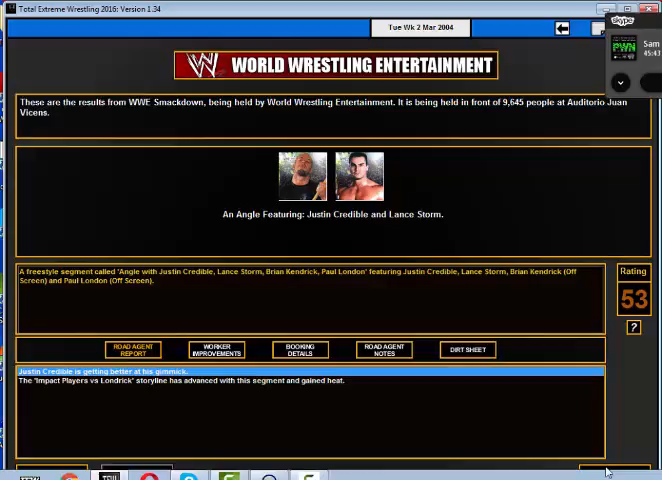 Total Extreme Wrestling 2016: Version 1.34
Tue Wk 2 Mar 2004
skype
PWN
Sam
45:43
W WORLD WRESTLING ENTERTAINMENT
These are the results from WWE Smackdown, being held by World Wrestling Entertainment. It is being held in front of 9,645 people at Auditorio Juan
Vicens.
An Angle Featuring: Justin Credible and Lance Storm.
A freestyle segment called 'Angle with Justin Credible, Lance Storm, Brian Kendrick, Paul London' featuring Justin Credible, Lance Storm, Brian Kendrick (Off
Screen) and Paul London (Off Screen).
Rating
53
?
ROAD AGENT
REPORT
WORKER
IMPROVEMENTS
BOOKING
DETAILS
ROAD AGENT
NOTES
DIRT SHEET
Justin Credible is getting better at his gimmick.
The 'Impact Players vs Londrick' storyline has advanced with this segment and gained heat.